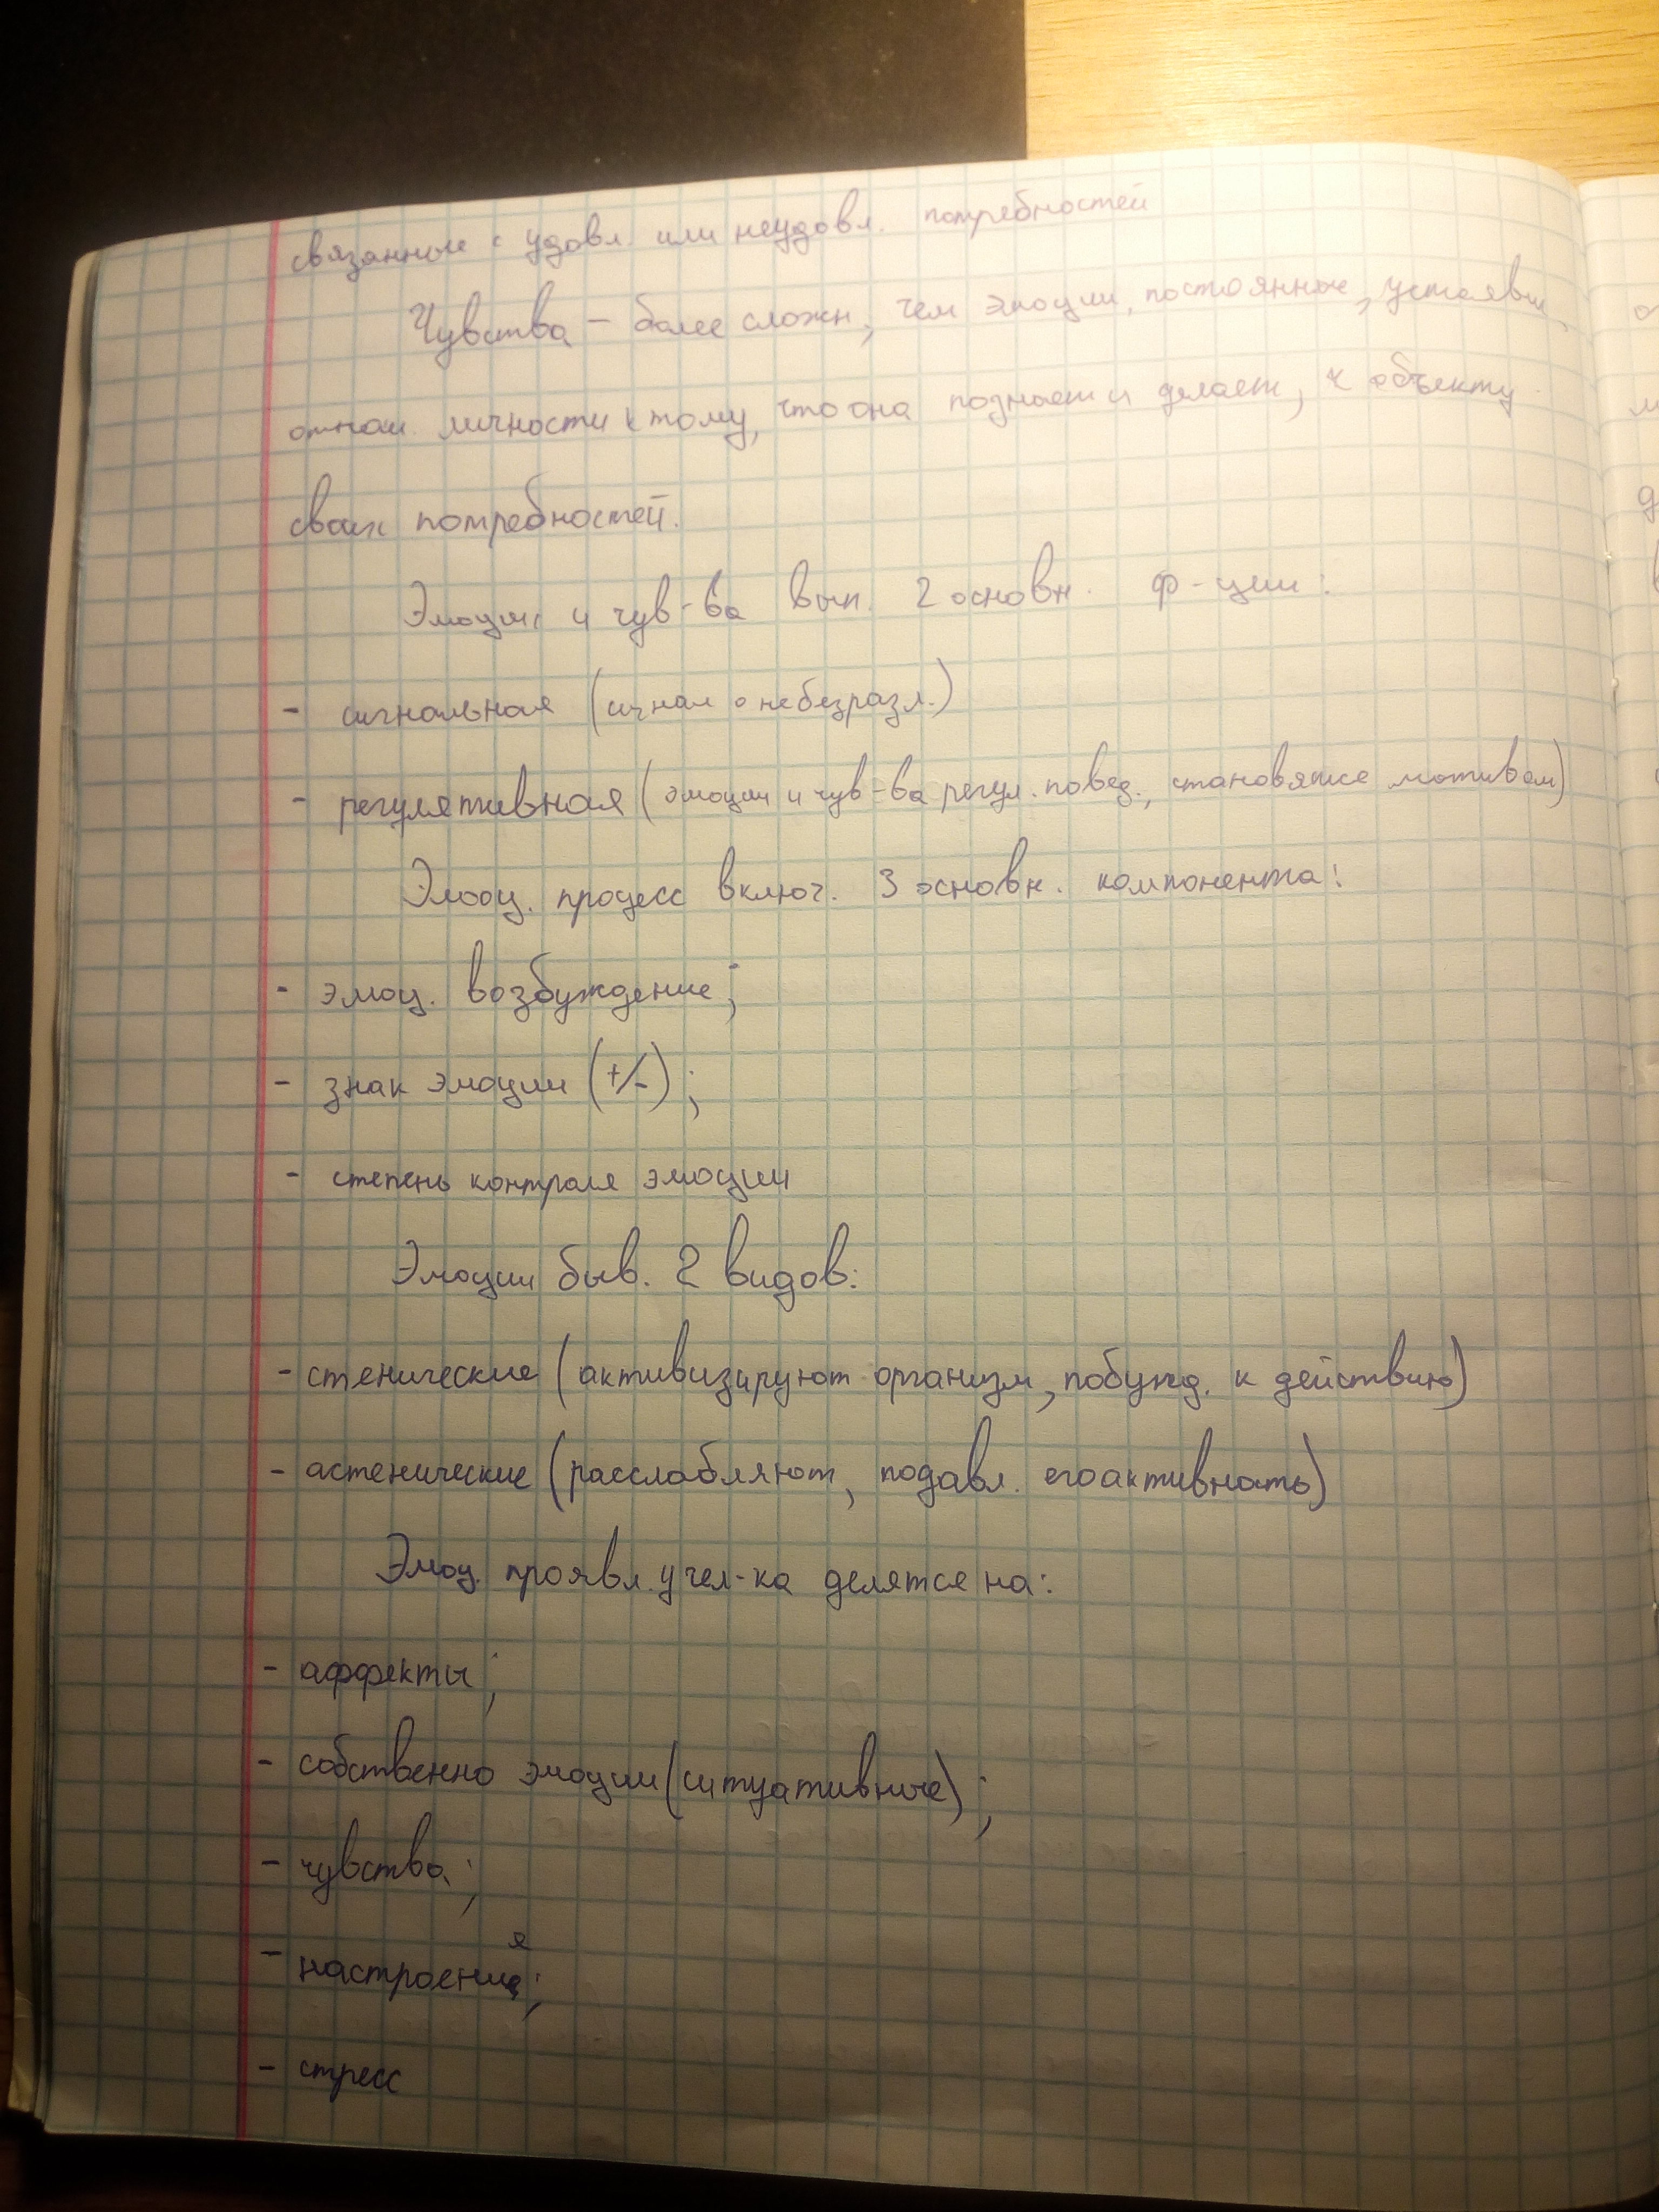 связанные с удовл. или неудовл. потребностей
Чувства – более сложн, чем эмоции, постоянные, устоявш.
отнош. личности к тому, что она познает и делает, к объекту
своих потребностей.
Эмоции и чув-ва вып. 2 основн. ф-ции:
- сигнальная (сигнал о небезразл.)
- регулятивная (эмоции и чув-ва регул. повед., становятся мотивом)
Эмоц. процесс включ. 3 основн. компонента:
- эмоц. возбуждение;
- знак эмоции (+/-);
- степень контроля эмоции
Эмоции быв. 2 видов:
- стенические (активизируют организм, побужд. к действию)
- астенические (расслабляют, подавл. его активность)
Эмоц. проявл. у чел-ка делятся на:
- аффекты;
- собственно эмоции (ситуативные);
- чувства;
- настроения;
- стресс